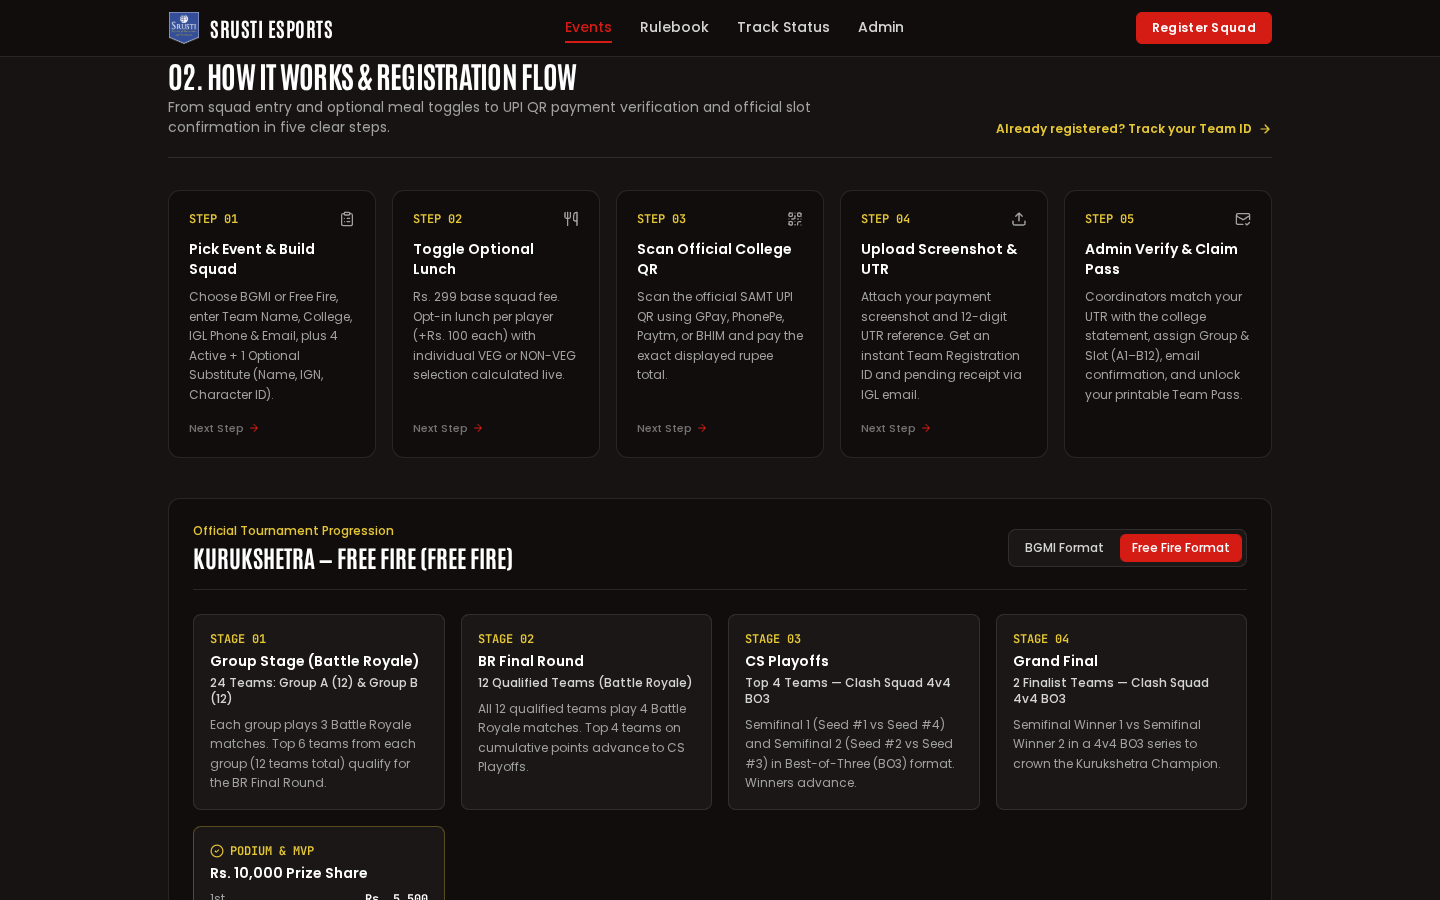 SRUSTI
SRUSTI ESPORTS
Events
Rulebook
Track Status
Admin
Register Squad
02. HOW IT WORKS & REGISTRATION FLOW
From squad entry and optional meal toggles to UPI QR payment verification and official slot
confirmation in five clear steps.
Already registered? Track your Team ID →
STEP 01
Pick Event & Build
Squad
Choose BGMI or Free Fire,
enter Team Name, College,
IGL Phone & Email, plus 4
Active + 1 Optional
Substitute (Name, IGN,
Character ID).
Next Step →
STEP 02
Toggle Optional
Lunch
Rs. 299 base squad fee.
Opt-in lunch per player
(+Rs. 100 each) with
individual VEG or NON-VEG
selection calculated live.
Next Step →
STEP 03
Scan Official College
QR
Scan the official SAMT UPI
QR using GPay, PhonePe,
Paytm, or BHIM and pay the
exact displayed rupee
total.
Next Step →
STEP 04
Upload Screenshot &
UTR
Attach your payment
screenshot and 12-digit
UTR reference. Get an
instant Team Registration
ID and pending receipt via
IGL email.
Next Step →
STEP 05
Admin Verify & Claim
Pass
Coordinators match your
UTR with the college
statement, assign Group &
Slot (A1–B12), email
confirmation, and unlock
your printable Team Pass.
Official Tournament Progression
KURUKSHETRA — FREE FIRE (FREE FIRE)
BGMI Format
Free Fire Format
STAGE 01
Group Stage (Battle Royale)
24 Teams: Group A (12) & Group B
(12)
Each group plays 3 Battle Royale
matches. Top 6 teams from each
group (12 teams total) qualify for
the BR Final Round.
STAGE 02
BR Final Round
12 Qualified Teams (Battle Royale)
All 12 qualified teams play 4 Battle
Royale matches. Top 4 teams on
cumulative points advance to CS
Playoffs.
STAGE 03
CS Playoffs
Top 4 Teams — Clash Squad 4v4
BO3
Semifinal 1 (Seed #1 vs Seed #4)
and Semifinal 2 (Seed #2 vs Seed
#3) in Best-of-Three (BO3) format.
Winners advance.
STAGE 04
Grand Final
2 Finalist Teams — Clash Squad
4v4 BO3
Semifinal Winner 1 vs Semifinal
Winner 2 in a 4v4 BO3 series to
crown the Kurukshetra Champion.
PODIUM & MVP
Rs. 10,000 Prize Share
1st
Rs. 5,500